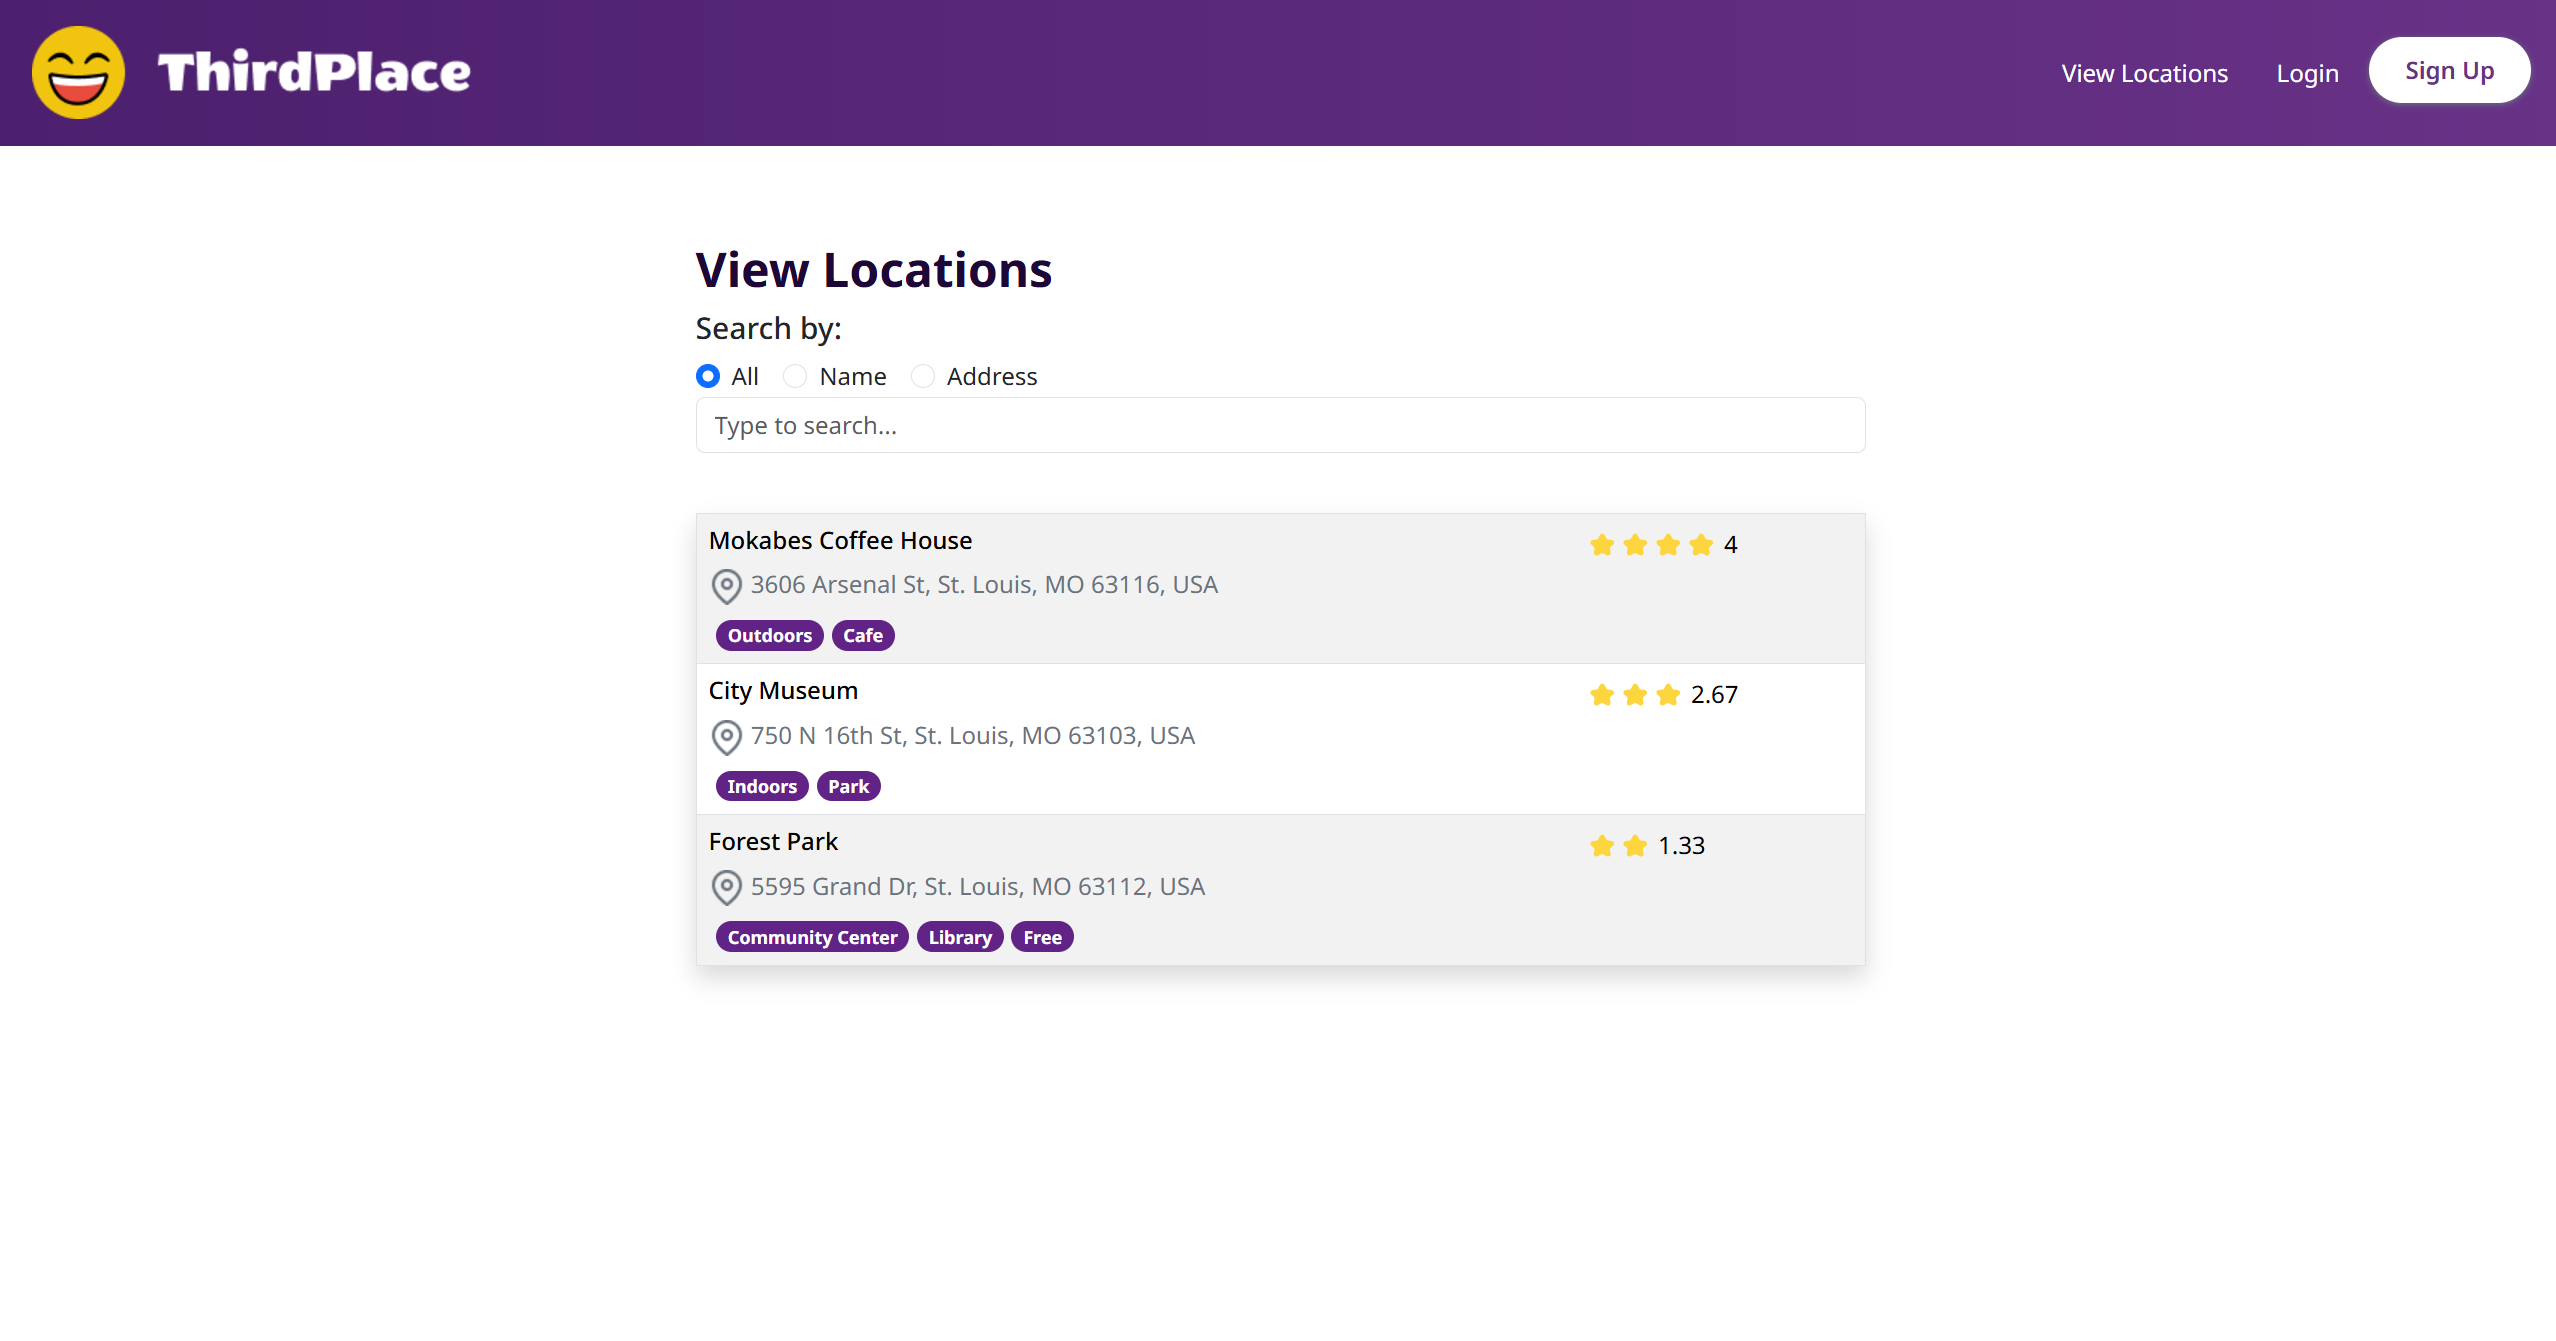 ThirdPlace
View Locations Login Sign Up
View Locations
Search by:
All Name Address
Type to search...
Mokabes Coffee House 4
3606 Arsenal St, St. Louis, MO 63116, USA
Outdoors Cafe
City Museum 2.67
750 N 16th St, St. Louis, MO 63103, USA
Indoors Park
Forest Park 1.33
5595 Grand Dr, St. Louis, MO 63112, USA
Community Center Library Free